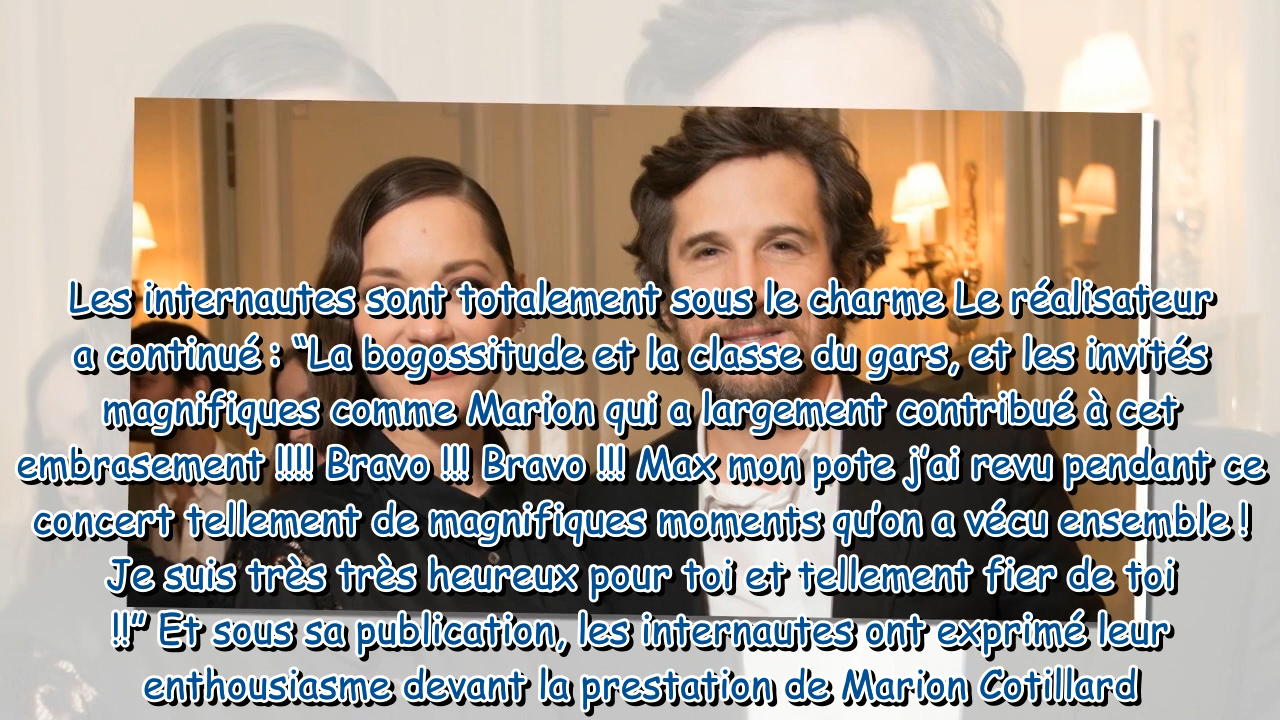 Les internautes sont totalement sous le charme Le réalisateur
a continué : “La bogossitude et la classe du gars, et les invités
magnifiques comme Marion qui a largement contribué à cet
embrasement !!!! Bravo !!! Bravo !!! Max mon pote j’ai revu pendant ce
concert tellement de magnifiques moments qu’on a vécu ensemble !
Je suis très très heureux pour toi et tellement fier de toi
!!” Et sous sa publication, les internautes ont exprimé leur
enthousiasme devant la prestation de Marion Cotillard